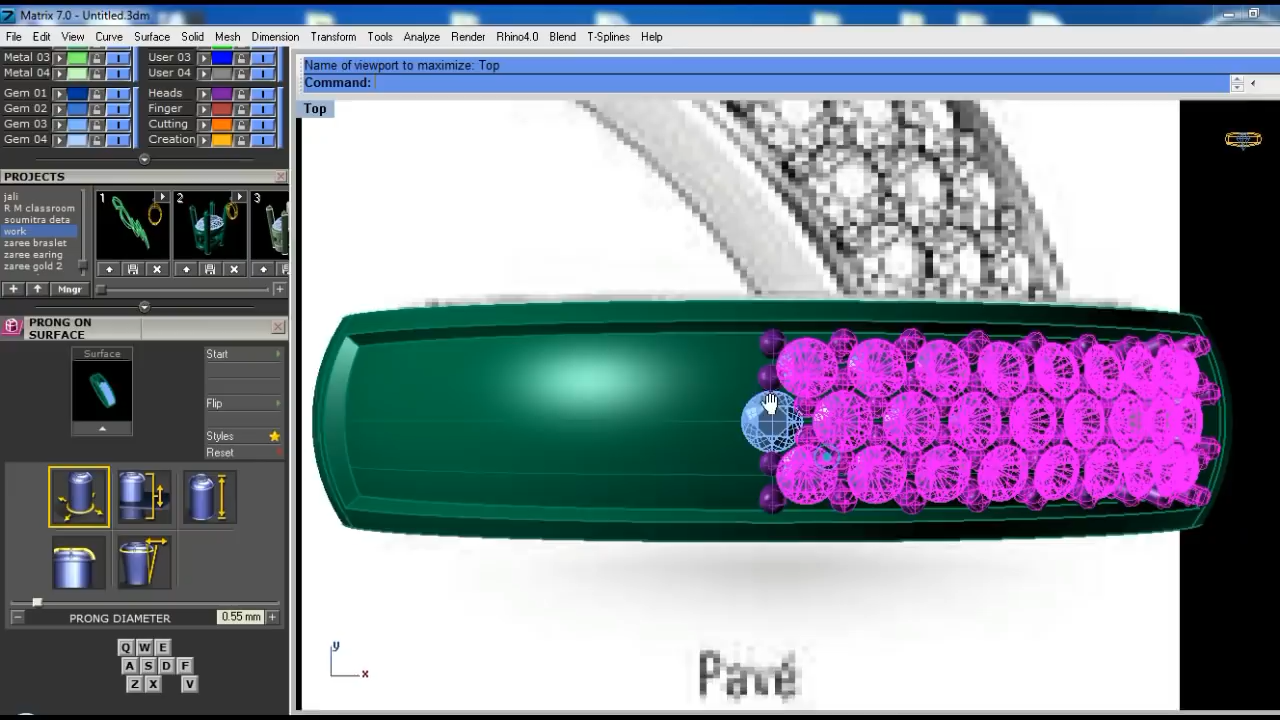 Matrix 7.0 - Untitled.3dm
File Edit View Curve Surface Solid Mesh Dimension Transform Tools Analyze Render Rhino4.0 Blend T-Splines Help
Metal 03 User 03
Metal 04 User 04
Gem 01 Heads
Gem 02 Finger
Gem 03 Cutting
Gem 04 Creation
Name of viewport to maximize: Top
Command:
Top
PROJECTS
jali
R M classroom
soumitra deta
work
zaree braslet
zaree earing
zaree gold 2
1 2 3
Mngr
PRONG ON
SURFACE
Surface
Start
Flip
Styles
Reset
PRONG DIAMETER 0.55 mm
Q W E
A S D F
Z X V
y
x
Pavé